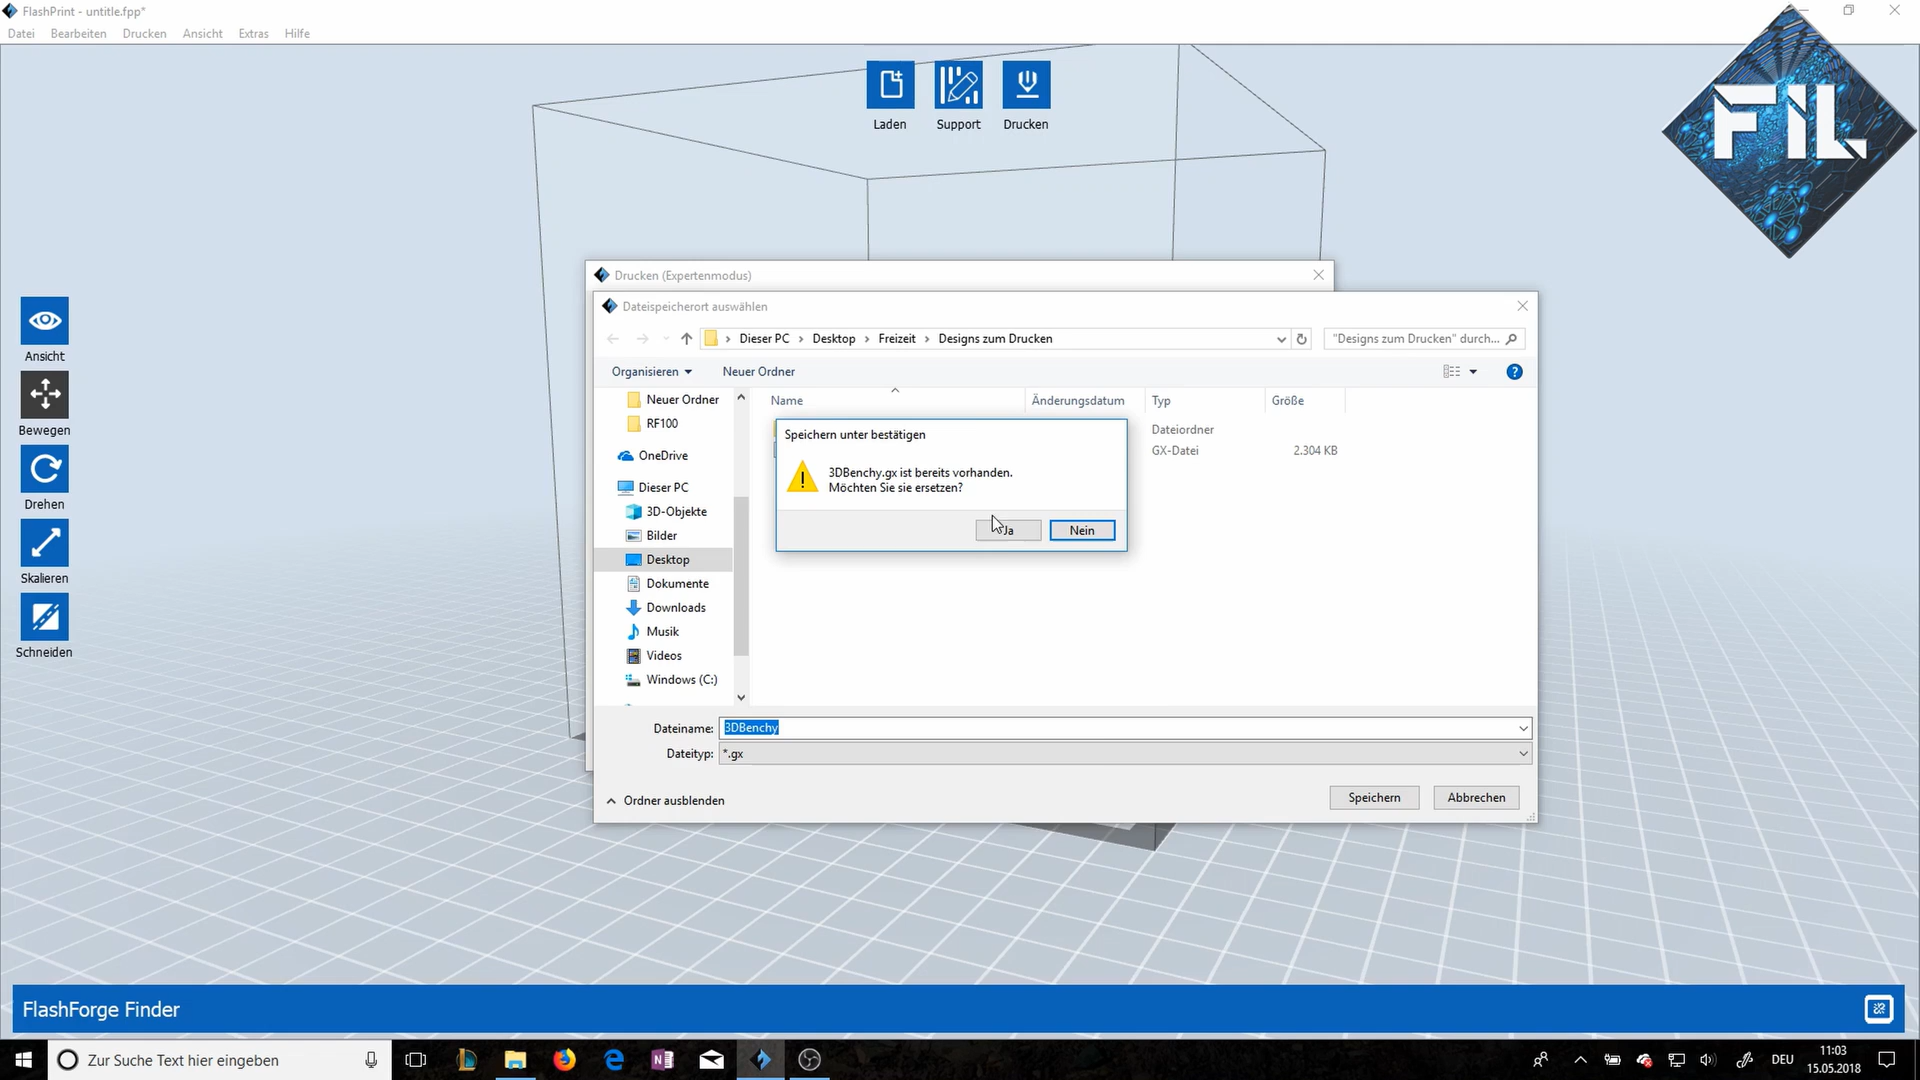 FlashPrint - untitle.fpp*
Datei Bearbeiten Drucken Ansicht Extras Hilfe
FIL
Laden Support Drucken
Ansicht
Bewegen
Drehen
Skalieren
Schneiden
Drucken (Expertenmodus)
Dateispeicherort auswählen
Dieser PC Desktop Freizeit Designs zum Drucken
"Designs zum Drucken" durch...
Organisieren Neuer Ordner
Neuer Ordner
RF100
OneDrive
Dieser PC
3D-Objekte
Bilder
Desktop
Dokumente
Downloads
Musik
Videos
Windows (C:)
Name Änderungsdatum Typ Größe
Dateiordner
GX-Datei 2.304 KB
Speichern unter bestätigen
3DBenchy.gx ist bereits vorhanden.
Möchten Sie sie ersetzen?
Ja Nein
Dateiname: 3DBenchy
Dateityp: *.gx
Ordner ausblenden
Speichern Abbrechen
FlashForge Finder
Zur Suche Text hier eingeben
DEU
11:03
15.05.2018